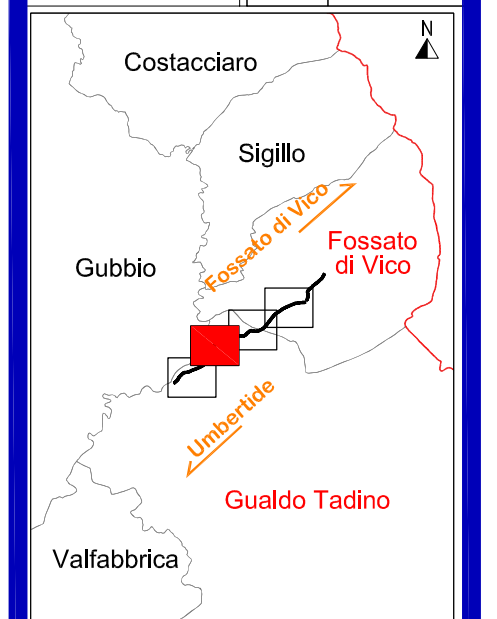 N
Costacciaro
Sigillo
Fossato di Vico
Fossato
di Vico
Gubbio
Umbertide
Gualdo Tadino
Valfabbrica